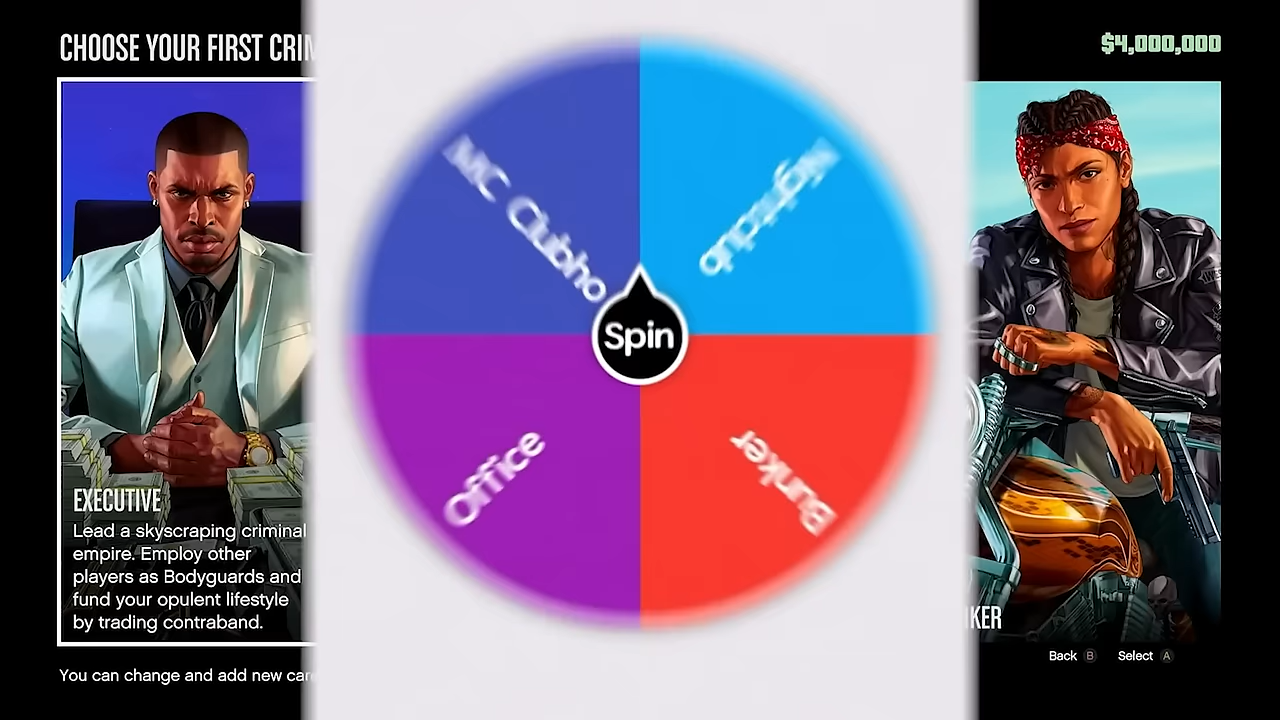 CHOOSE YOUR FIRST CRIM
$4,000,000
MC Clubho
Nightclub
Spin
Office
Bunker
EXECUTIVE
Lead a skyscraping criminal
empire. Employ other
players as Bodyguards and
fund your opulent lifestyle
by trading contraband.
KER
Back B Select A
You can change and add new car